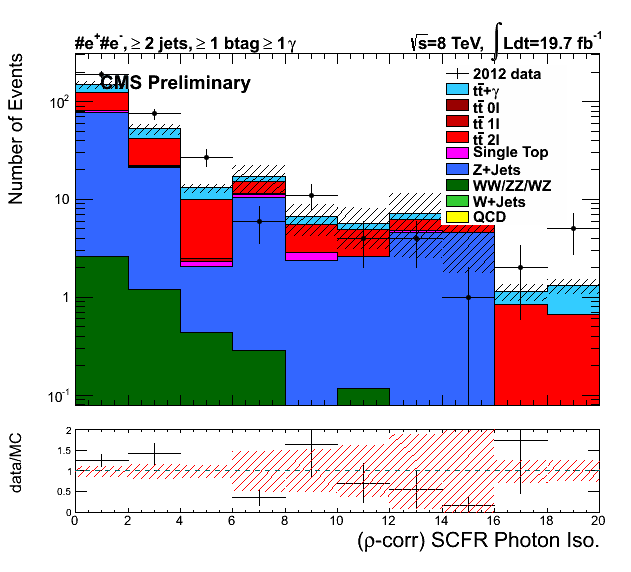 #e⁺#e⁻, ≥ 2 jets, ≥ 1 btag ≥ 1 γ
√s=8 TeV, ∫ Ldt=19.7 fb⁻¹
CMS Preliminary
Number of Events
10²
10
1
10⁻¹
2012 data
tt̄+γ
tt̄ 0l
tt̄ 1l
tt̄ 2l
Single Top
Z+Jets
WW/ZZ/WZ
W+Jets
QCD
data/MC
2
1.5
1
0.5
0
0 2 4 6 8 10 12 14 16 18 20
(ρ-corr) SCFR Photon Iso.